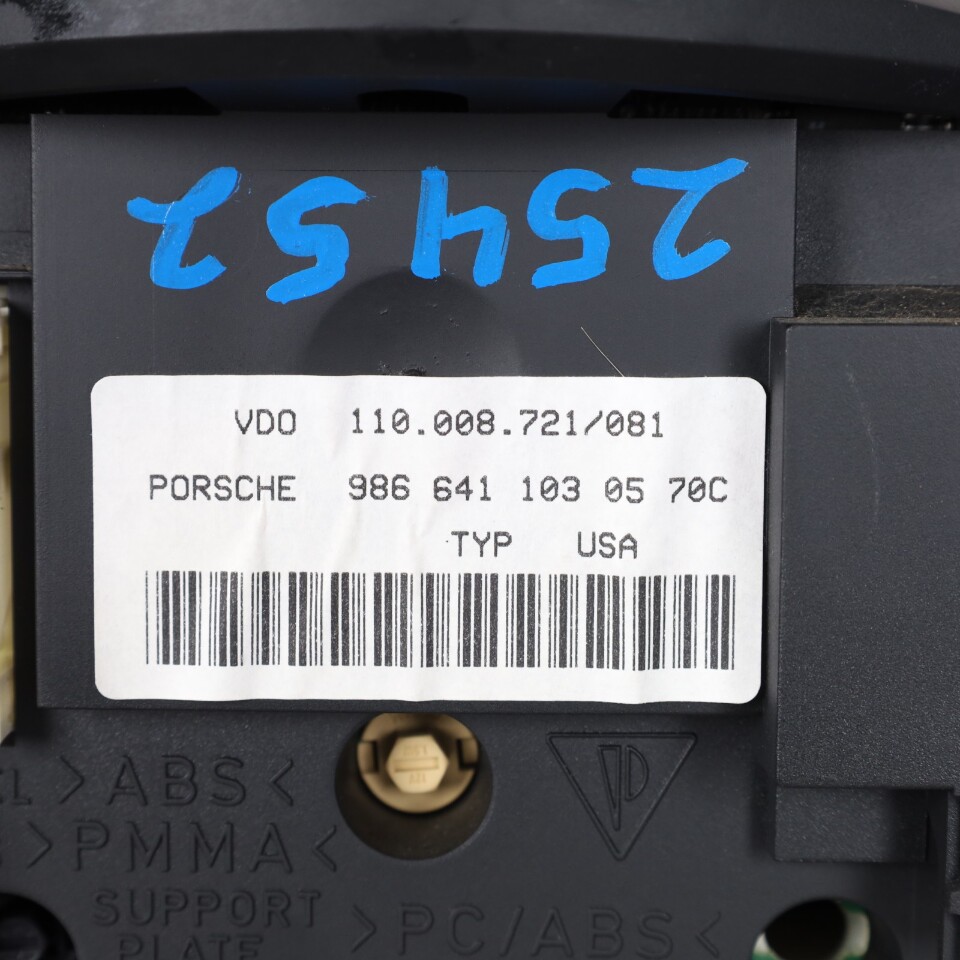 25452
VDO 110.008.721/081
PORSCHE 986 641 103 05 70C
TYP USA
>ABS<
>PMMA<
SUPPORT
PLATE
>PC/ABS<